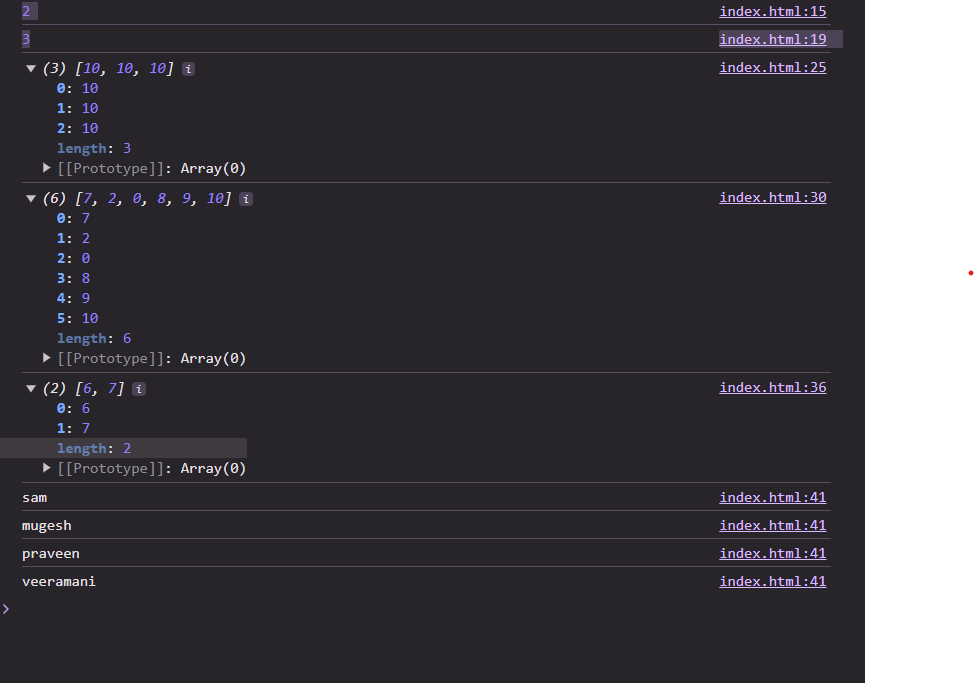 2 index.html:15
3 index.html:19
▼ (3) [10, 10, 10] i index.html:25
0: 10
1: 10
2: 10
length: 3
▶ [[Prototype]]: Array(0)
▼ (6) [7, 2, 0, 8, 9, 10] i index.html:30
0: 7
1: 2
2: 0
3: 8
4: 9
5: 10
length: 6
▶ [[Prototype]]: Array(0)
▼ (2) [6, 7] i index.html:36
0: 6
1: 7
length: 2
▶ [[Prototype]]: Array(0)
sam index.html:41
mugesh index.html:41
praveen index.html:41
veeramani index.html:41
>